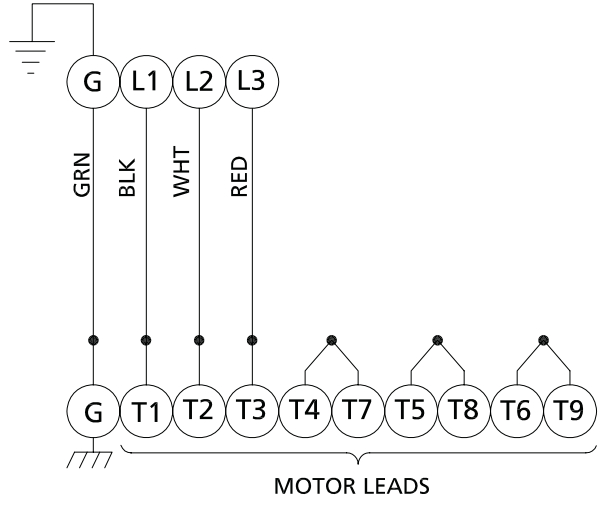 G L1 L2 L3
GRN BLK WHT RED
G T1 T2 T3 T4 T7 T5 T8 T6 T9
MOTOR LEADS